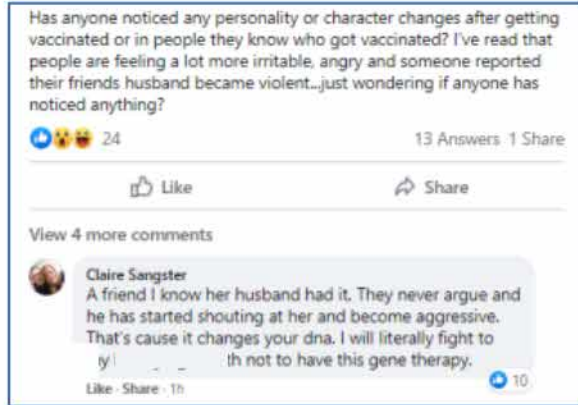 Has anyone noticed any personality or character changes after getting
vaccinated or in people they know who got vaccinated? I've read that
people are feeling a lot more irritable, angry and someone reported
their friends husband became violent...just wondering if anyone has
noticed anything?
24
13 Answers 1 Share
Like
Share
View 4 more comments
Claire Sangster
A friend I know her husband had it. They never argue and
he has started shouting at her and become aggressive.
That's cause it changes your dna. I will literally fight to
th not to have this gene therapy.
10
Like · Share · 1h